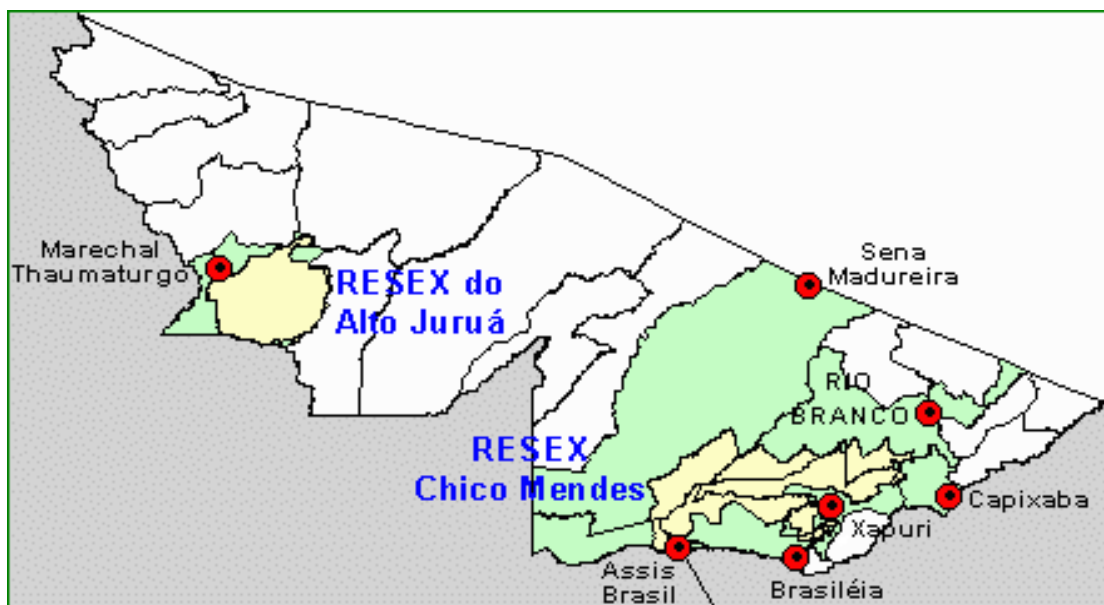 Marechal
Thaumaturgo
RESEX do
Alto Juruá
Sena
Madureira
RIO
BRANCO
RESEX
Chico Mendes
Capixaba
Xapuri
Assis
Brasil
Brasiléia